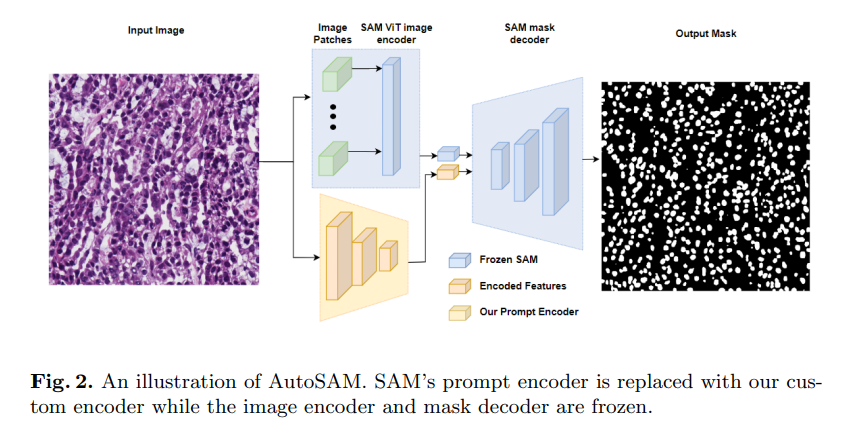 Input Image
Image
Patches
SAM ViT image
encoder
SAM mask
decoder
Output Mask
Frozen SAM
Encoded Features
Our Prompt Encoder
Fig. 2. An illustration of AutoSAM. SAM's prompt encoder is replaced with our cus-
tom encoder while the image encoder and mask decoder are frozen.